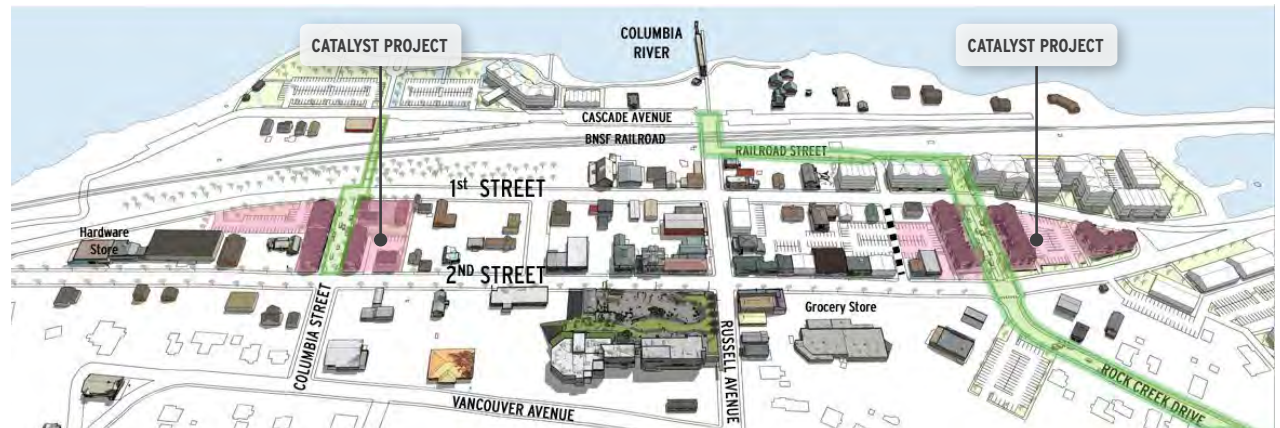 CATALYST PROJECT
COLUMBIA
RIVER
CATALYST PROJECT
CASCADE AVENUE
BNSF RAILROAD
RAILROAD STREET
1st STREET
Hardware
Store
2ND STREET
COLUMBIA STREET
Grocery Store
RUSSELL AVENUE
ROCK CREEK DRIVE
VANCOUVER AVENUE